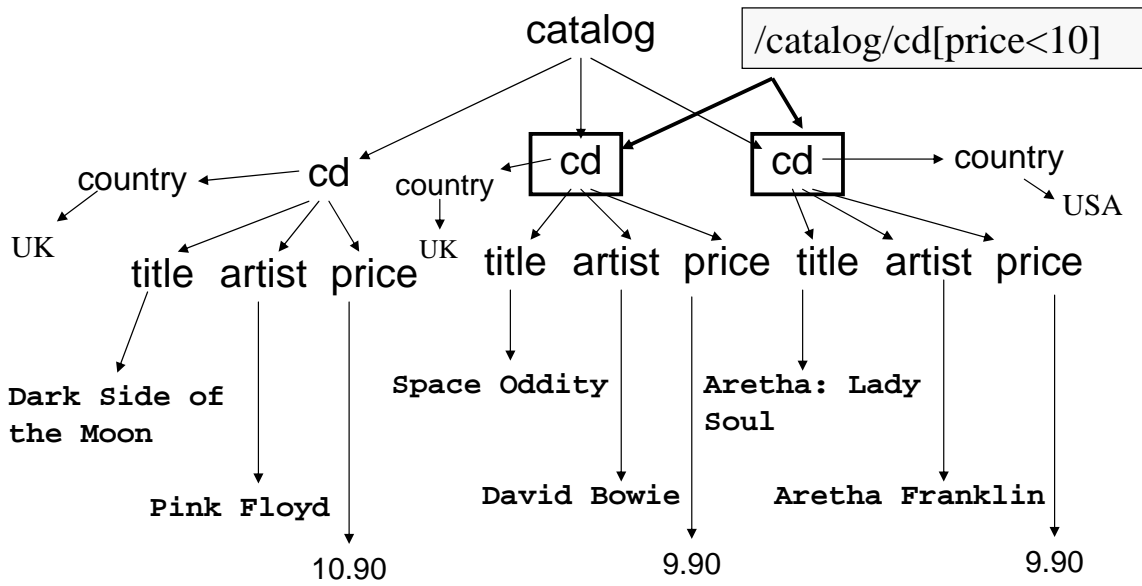 catalog
/catalog/cd[price<10]
country
cd
country
cd
cd
country
UK
UK
USA
title artist price
title artist price
title artist price
Dark Side of
the Moon
Space Oddity
Aretha: Lady
Soul
Pink Floyd
David Bowie
Aretha Franklin
10.90
9.90
9.90